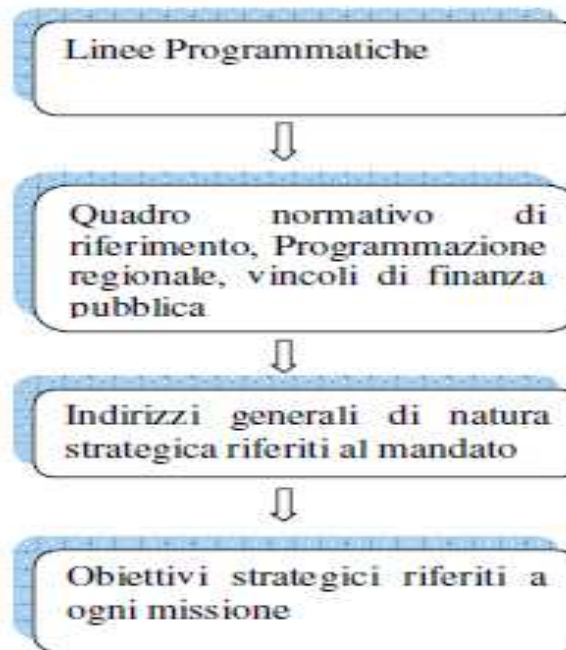 Linee Programmatiche
Quadro normativo di
riferimento, Programmazione
regionale, vincoli di finanza
pubblica
Indirizzi generali di natura
strategica riferiti al mandato
Obiettivi strategici riferiti a
ogni missione